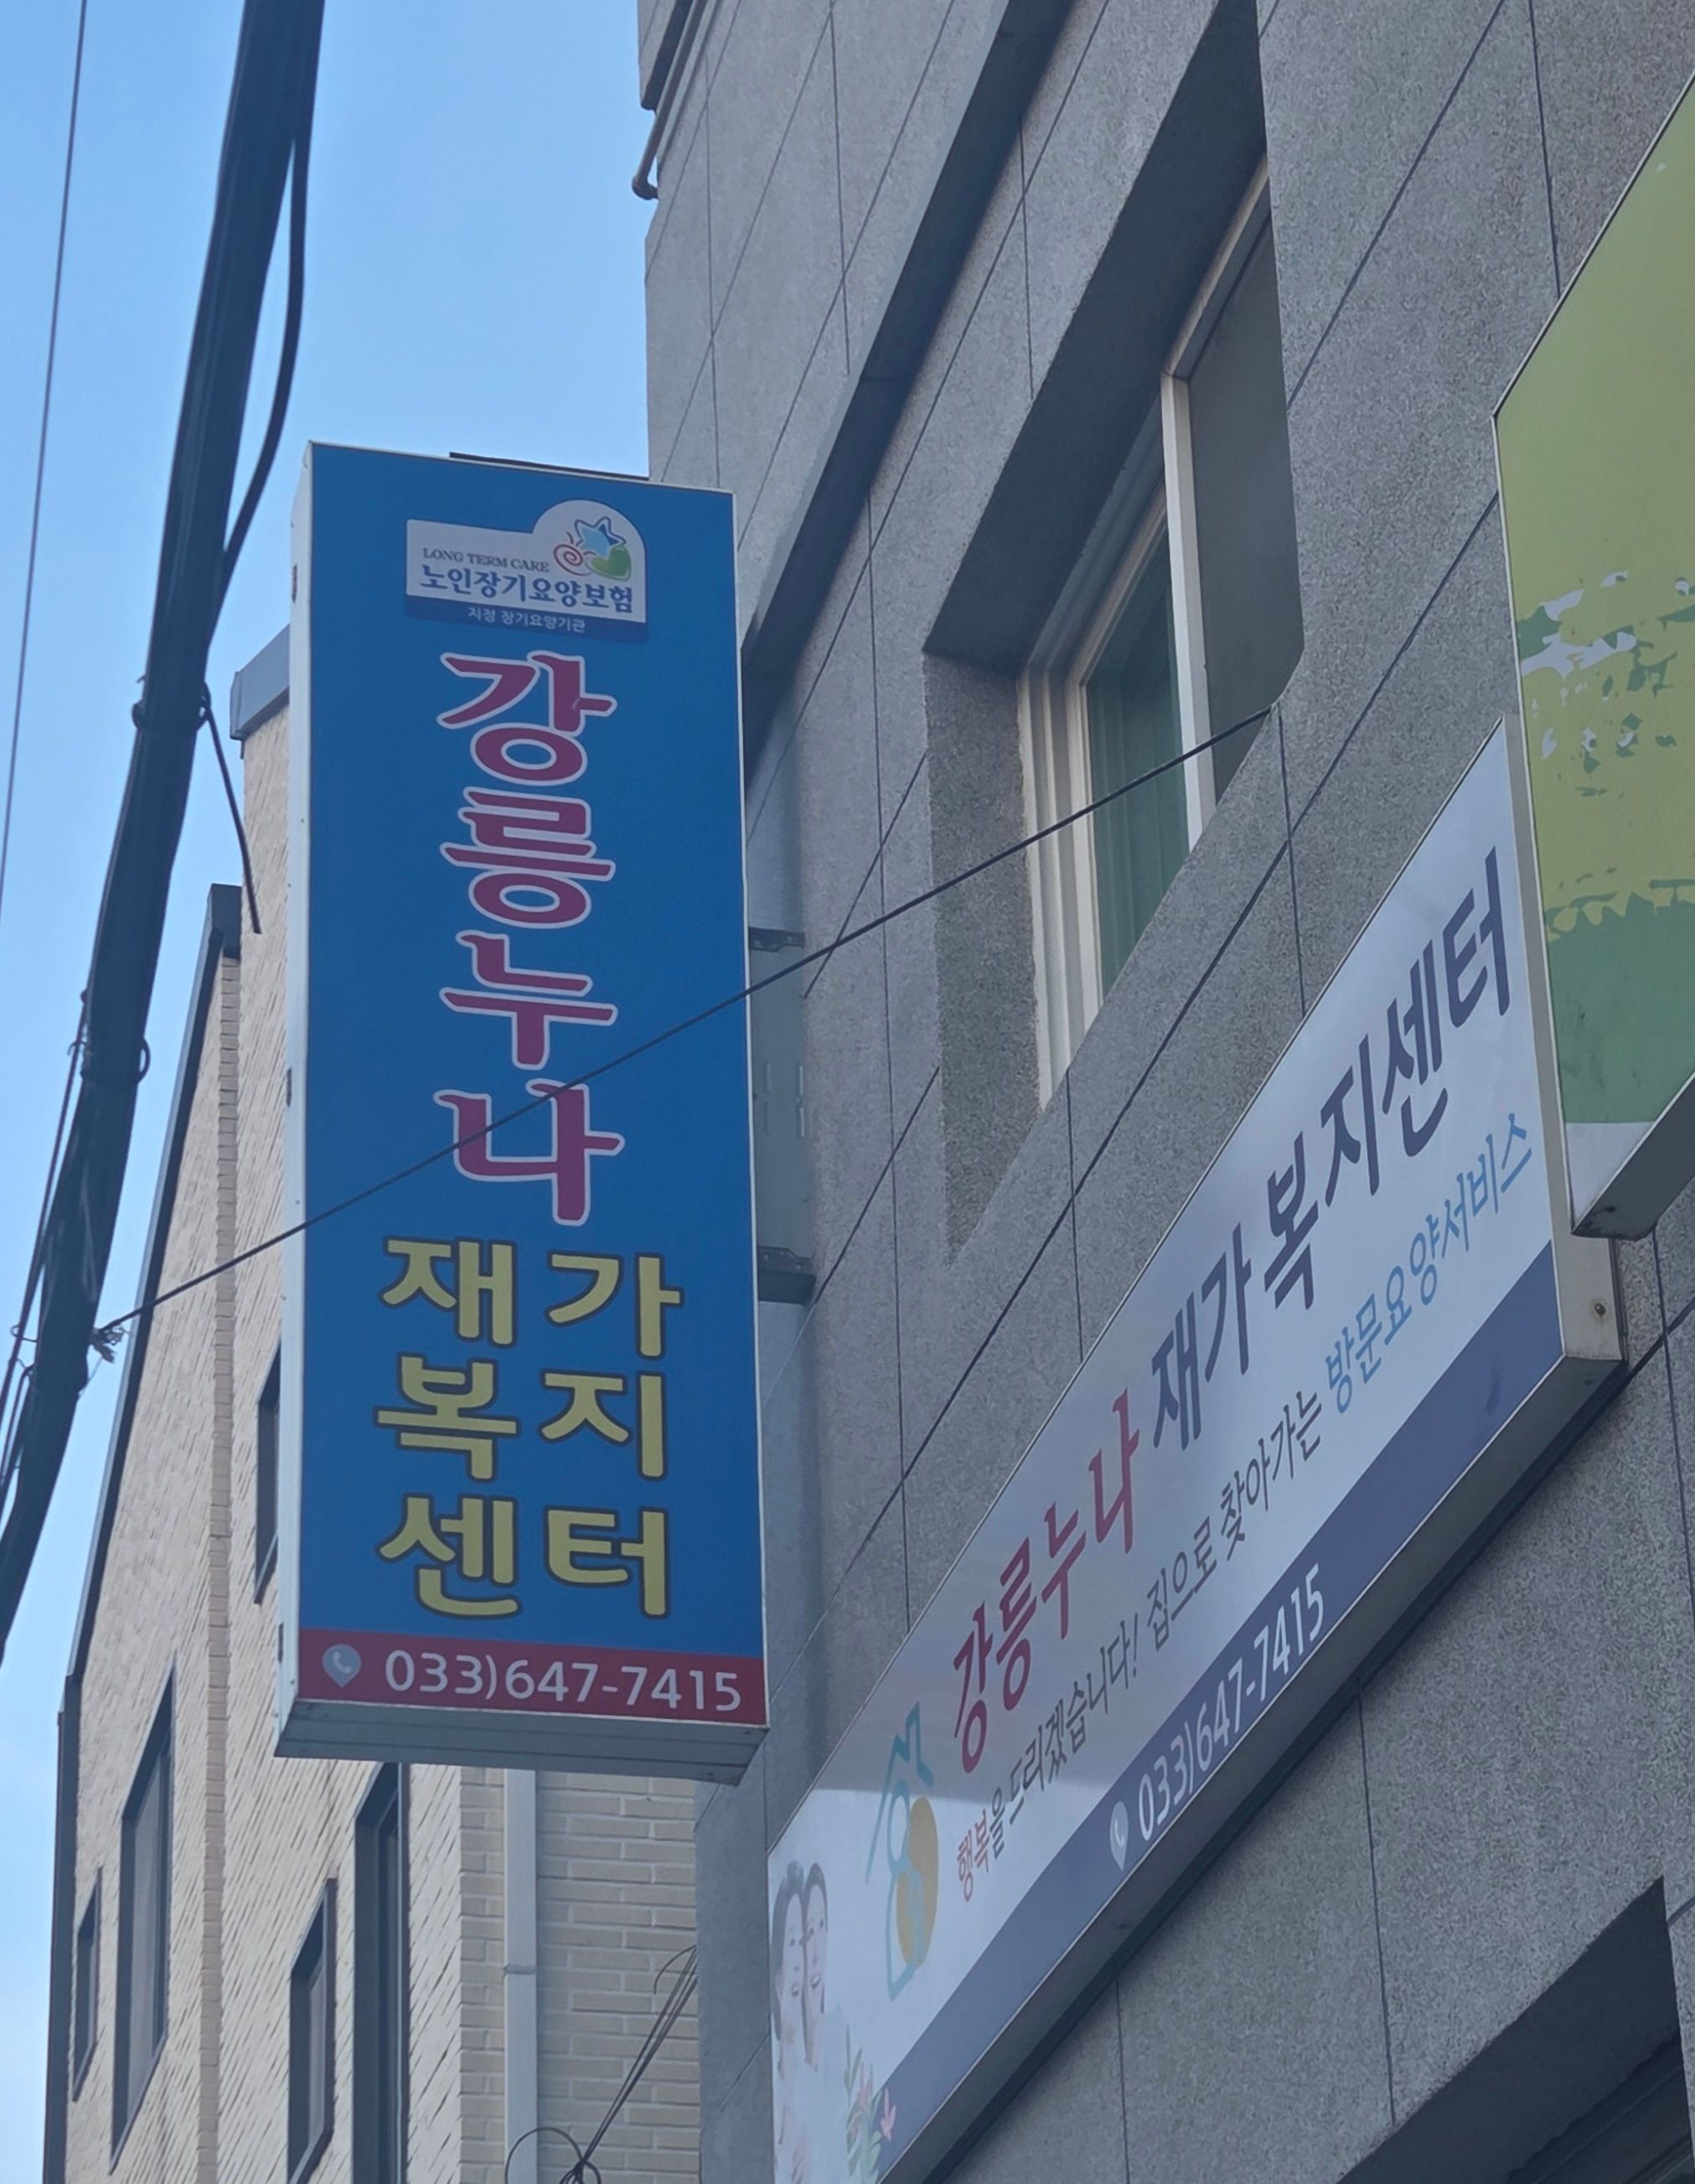 LONG TERM CARE
노인장기요양보험
지정 장기요양기관
강릉누나
재가
복지
센터
033)647-7415
강릉누나 재가복지센터
행복을 드리겠습니다! 집으로 찾아가는 방문요양서비스
033)647-7415